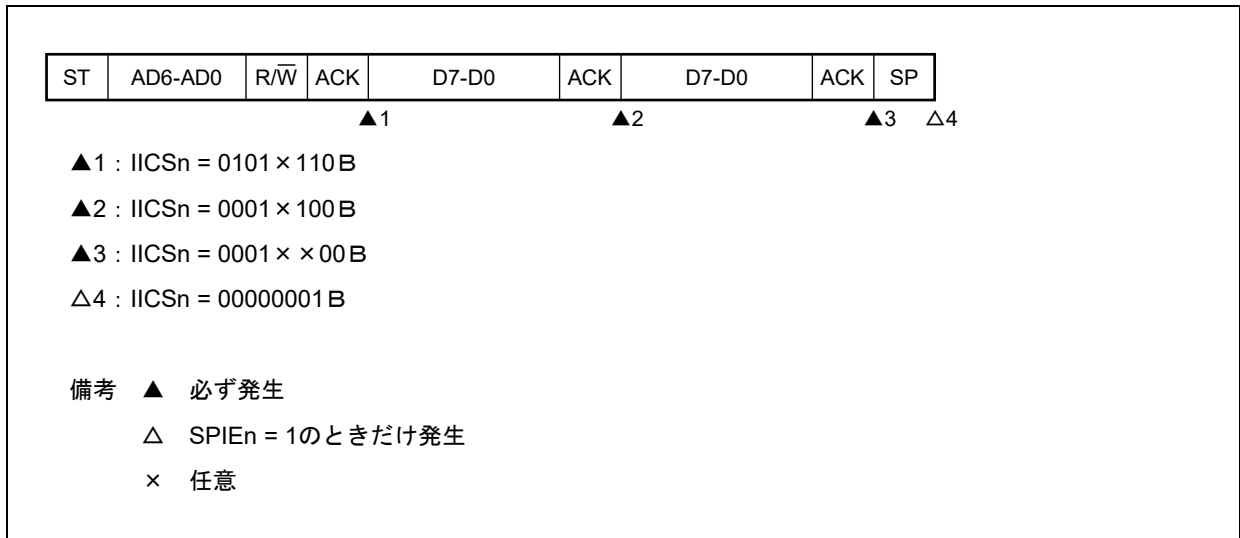 ST AD6-AD0 R/W̅ ACK D7-D0 ACK D7-D0 ACK SP
▲1 ▲2 ▲3 △4
▲1：IICSn = 0101×110B
▲2：IICSn = 0001×100B
▲3：IICSn = 0001××00B
△4：IICSn = 00000001B
備考 ▲ 必ず発生
△ SPIEn = 1のときだけ発生
× 任意